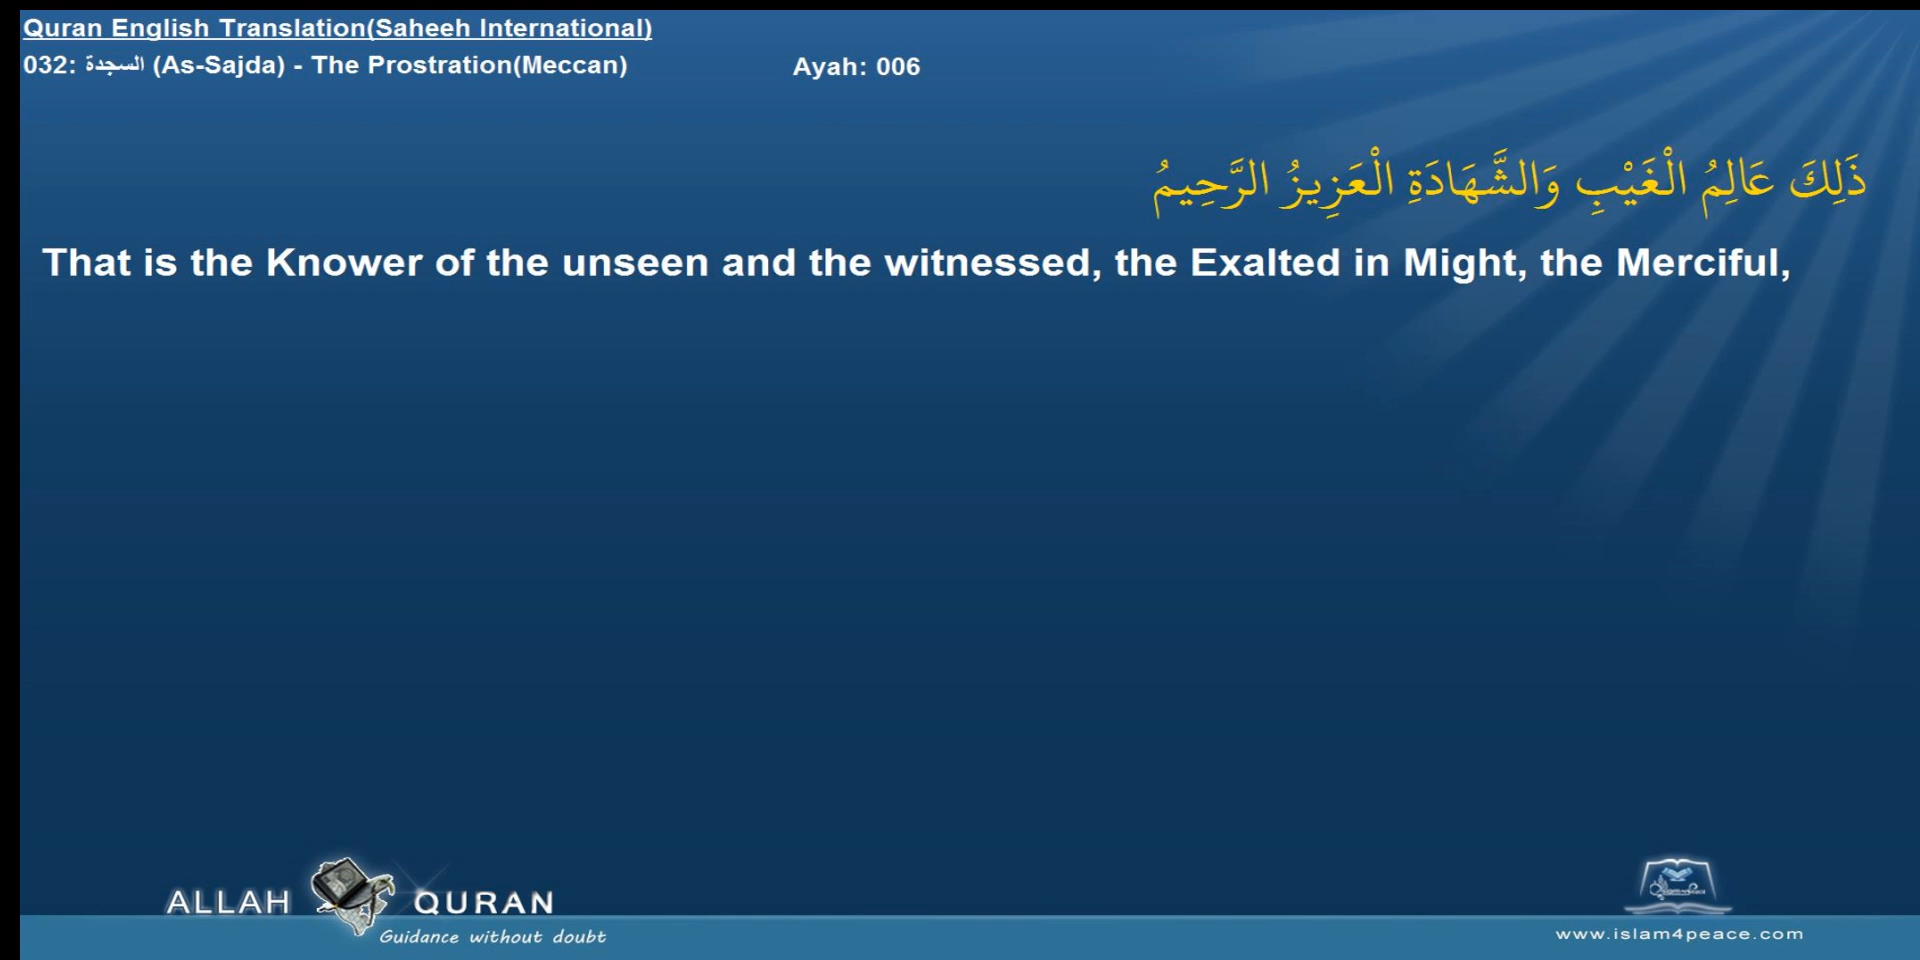 Quran English Translation(Saheeh International)
032: السجدة (As-Sajda) - The Prostration(Meccan)
Ayah: 006
ذَلِكَ عَالِمُ الْغَيْبِ وَالشَّهَادَةِ الْعَزِيزُ الرَّحِيمُ
That is the Knower of the unseen and the witnessed, the Exalted in Might, the Merciful,
ALLAH QURAN
Guidance without doubt
www.islam4peace.com